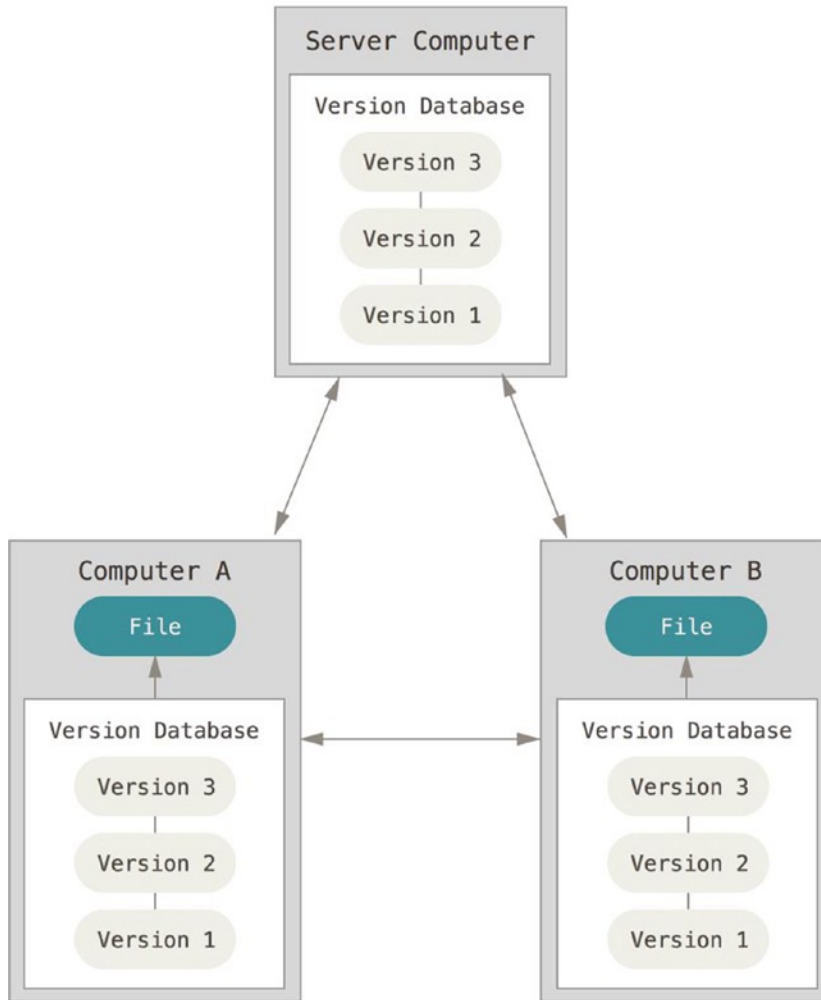 Server Computer
Version Database
Version 3
Version 2
Version 1
Computer A
File
Version Database
Version 3
Version 2
Version 1
Computer B
File
Version Database
Version 3
Version 2
Version 1